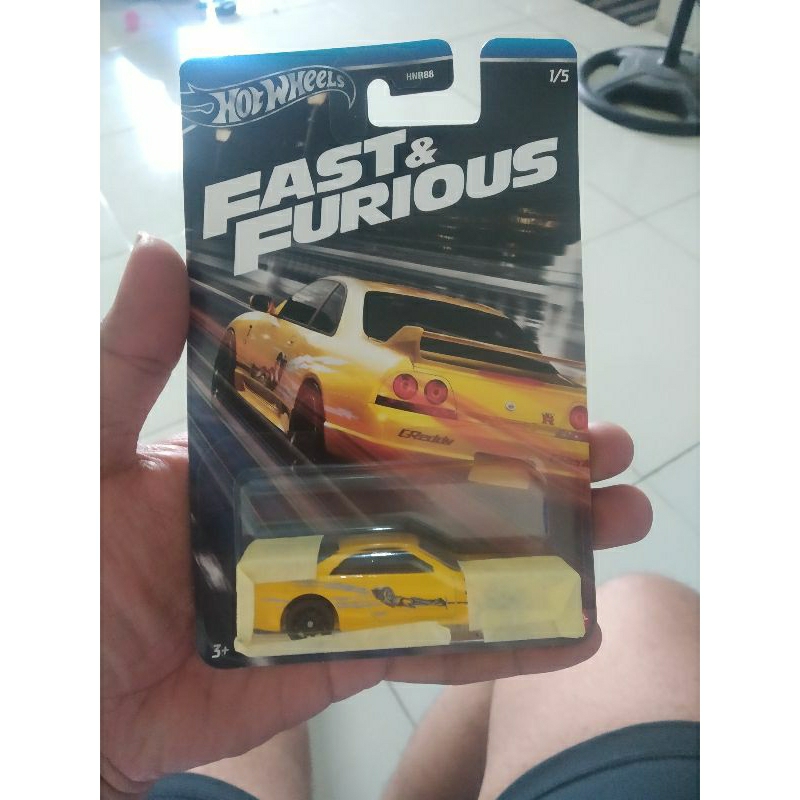 HOT WHEELS
HNR88
1/5
FAST &
FURIOUS
GReddy
3+